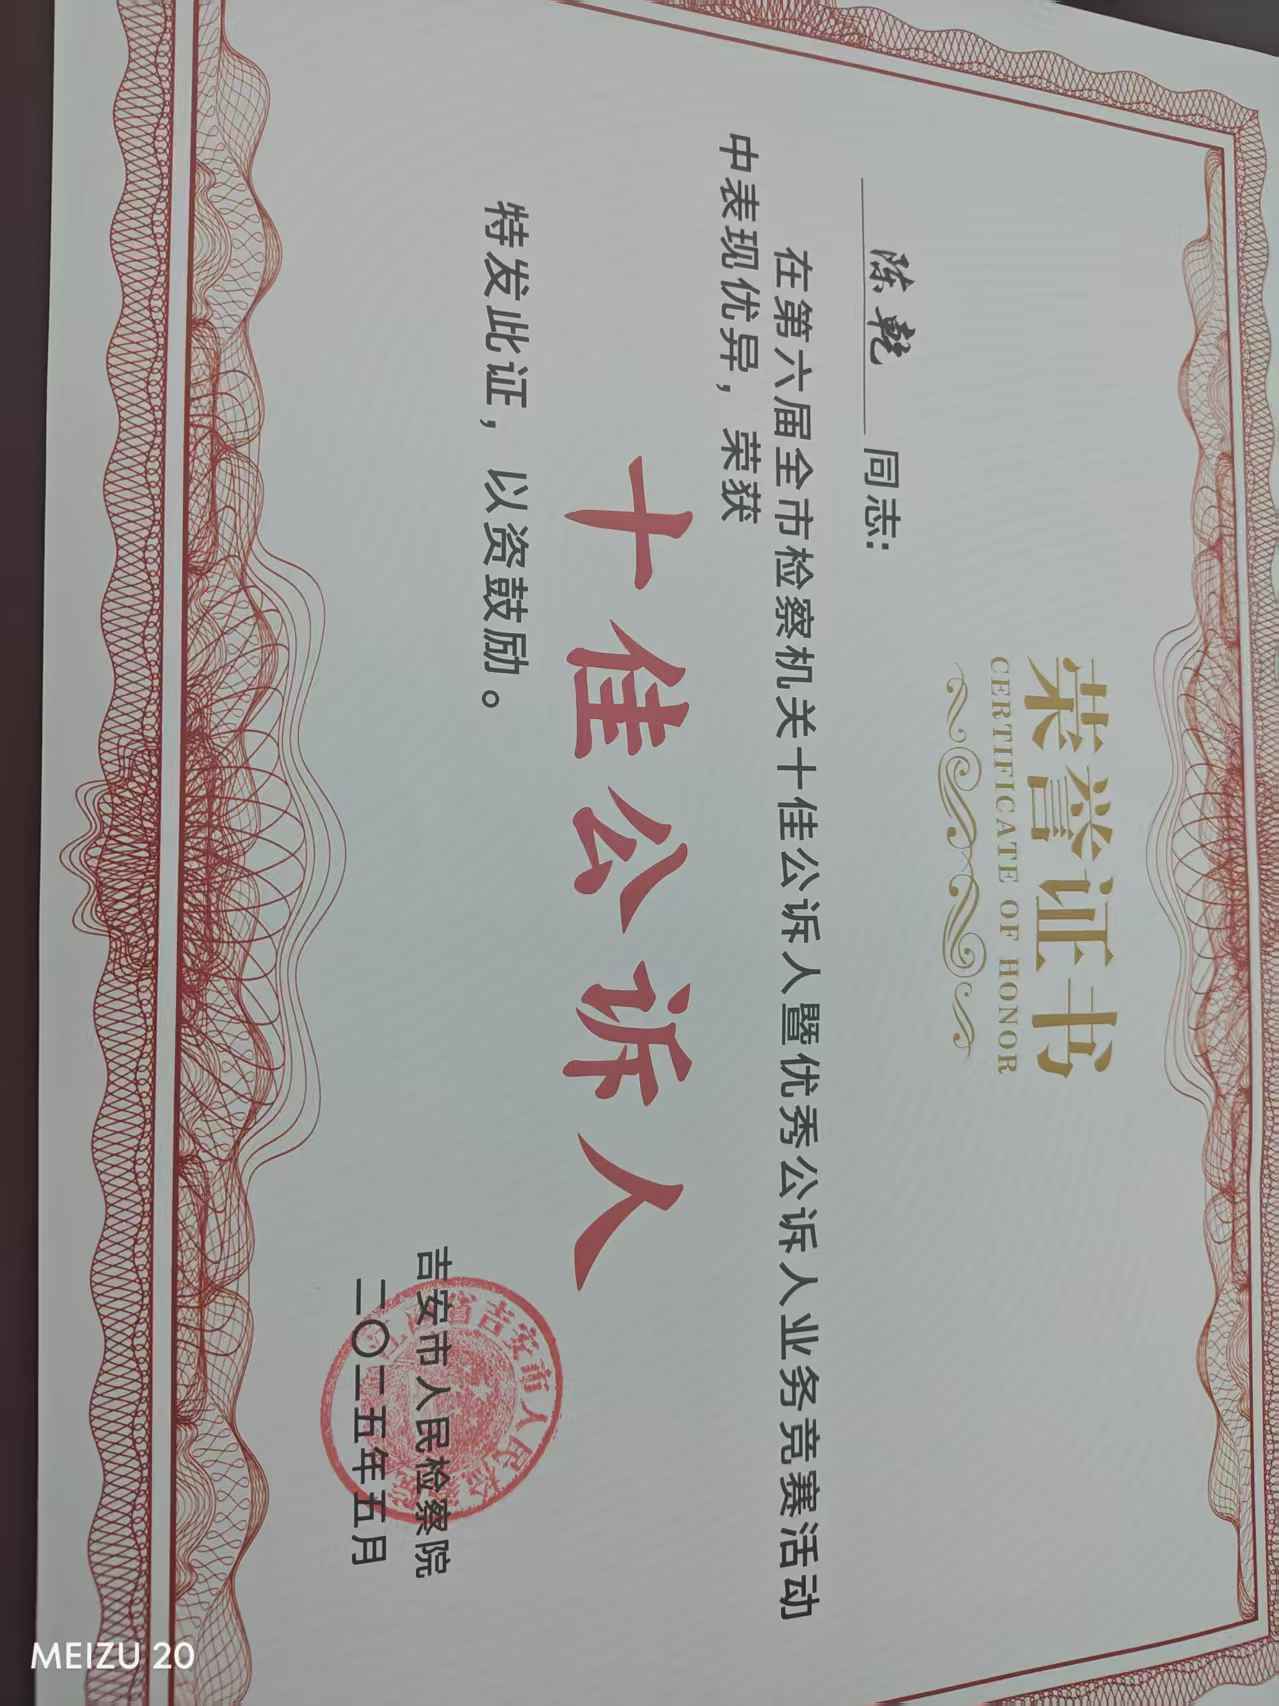 荣誉证书
CERTIFICATE OF HONOR
陈乾 同志:
在第六届全市检察机关十佳公诉人暨优秀公诉人业务竞赛活动
中表现优异，荣获
十佳公诉人
特发此证，以资鼓励。
吉安市人民检察院
二〇二五年五月
MEIZU 20